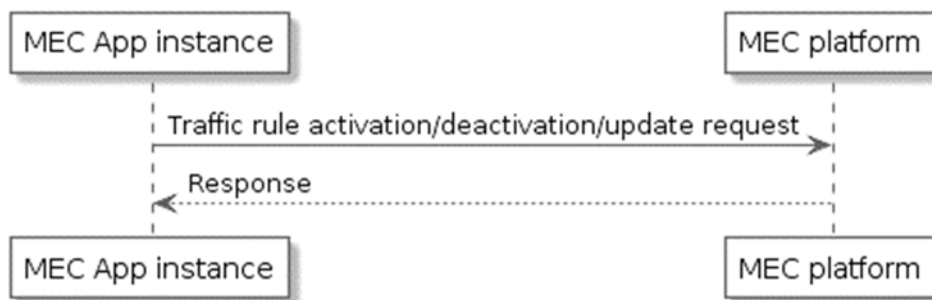 MEC App instance
MEC platform
Traffic rule activation/deactivation/update request
Response
MEC App instance
MEC platform